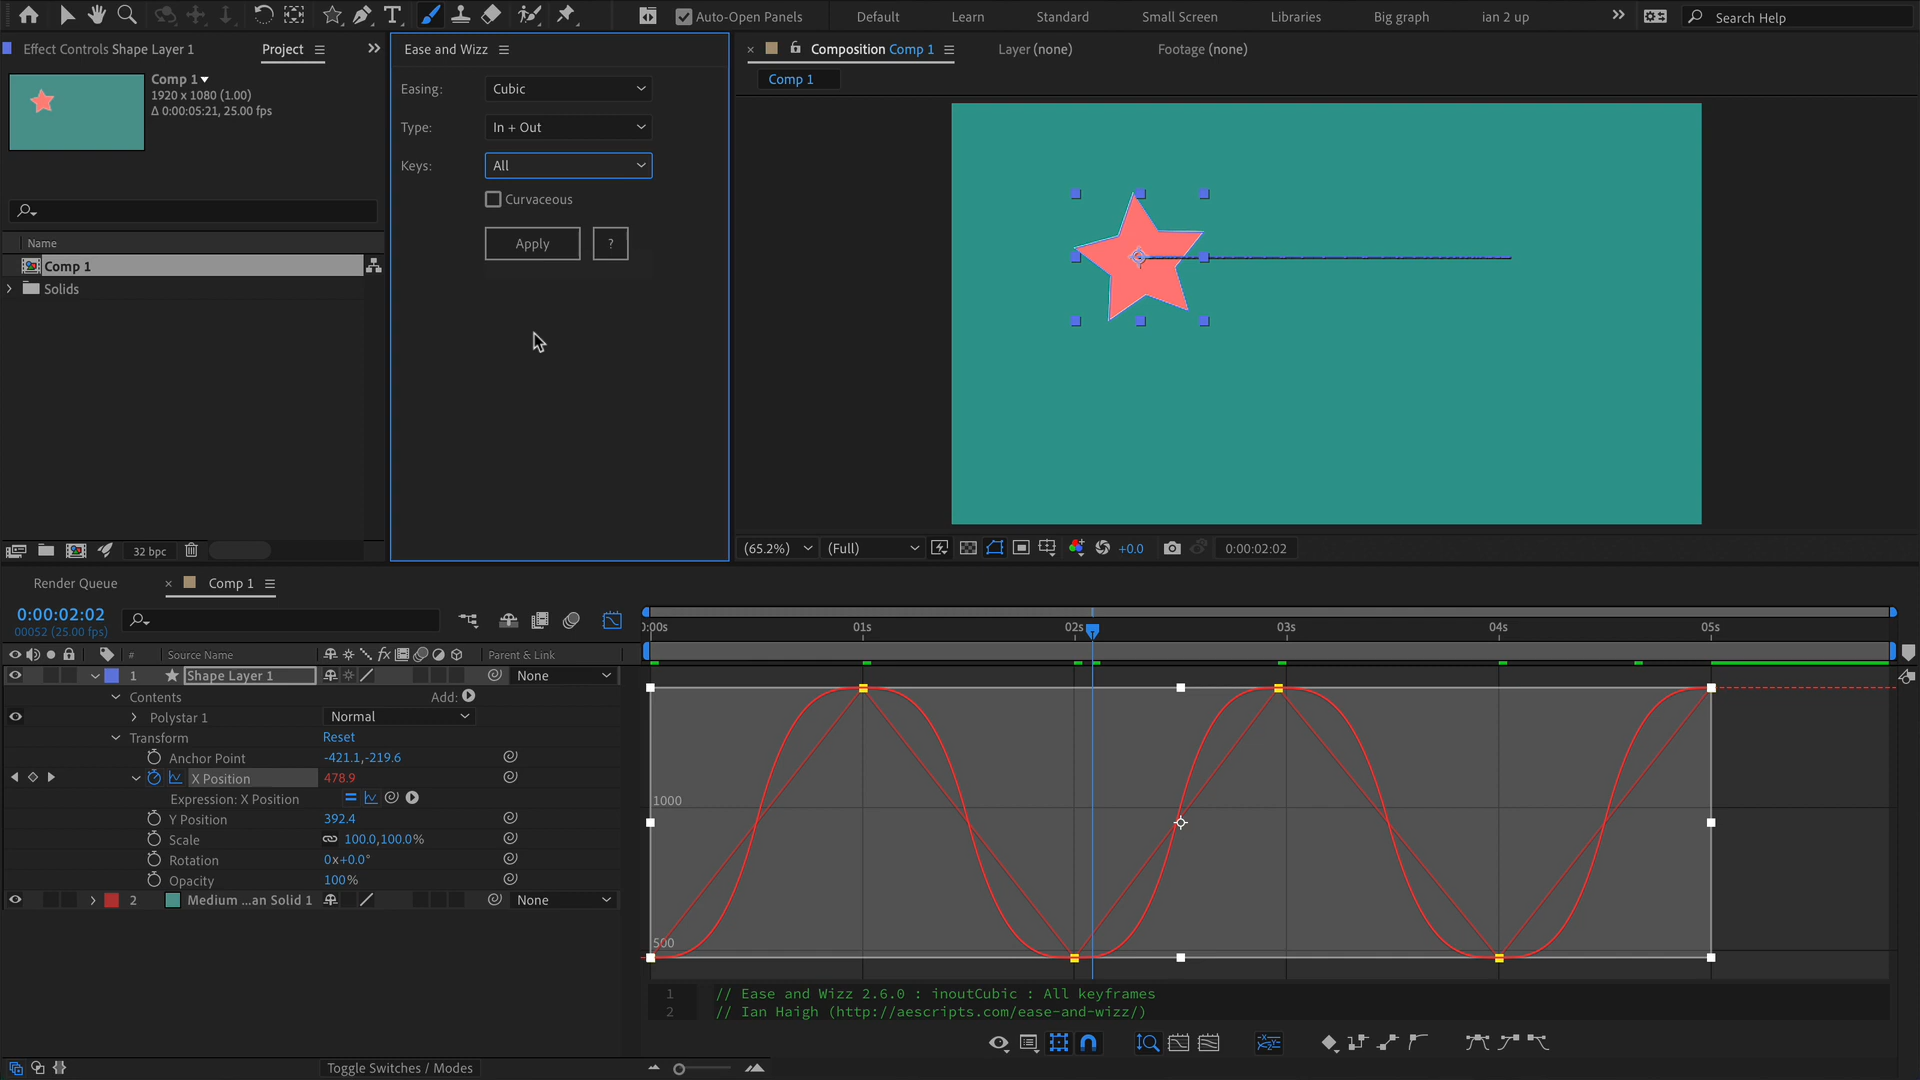 Auto-Open Panels
Default
Learn
Standard
Small Screen
Libraries
Big graph
ian 2 up
Search Help
Effect Controls Shape Layer 1
Project
Comp 1
1920 x 1080 (1.00)
Δ 0:00:05:21, 25.00 fps
Name
Comp 1
Solids
32 bpc
Ease and Wizz
Easing: Cubic
Type: In + Out
Keys: All
Curvaceous
Apply ?
Composition Comp 1
Layer (none)
Footage (none)
Comp 1
(65.2%) (Full) +0.0 0:00:02:02
Render Queue
Comp 1
0:00:02:02
00052 (25.00 fps)
# Source Name fx Parent & Link
1 Shape Layer 1 None
Contents Add:
Polystar 1 Normal
Transform Reset
Anchor Point -421.1,-219.6
X Position 478.9
Expression: X Position
Y Position 392.4
Scale 100.0,100.0%
Rotation 0x+0.0°
Opacity 100%
2 Medium ...an Solid 1 None
Toggle Switches / Modes
0:00s 01s 02s 03s 04s 05s
1000
500
1 // Ease and Wizz 2.6.0 : inoutCubic : All keyframes
2 // Ian Haigh (http://aescripts.com/ease-and-wizz/)